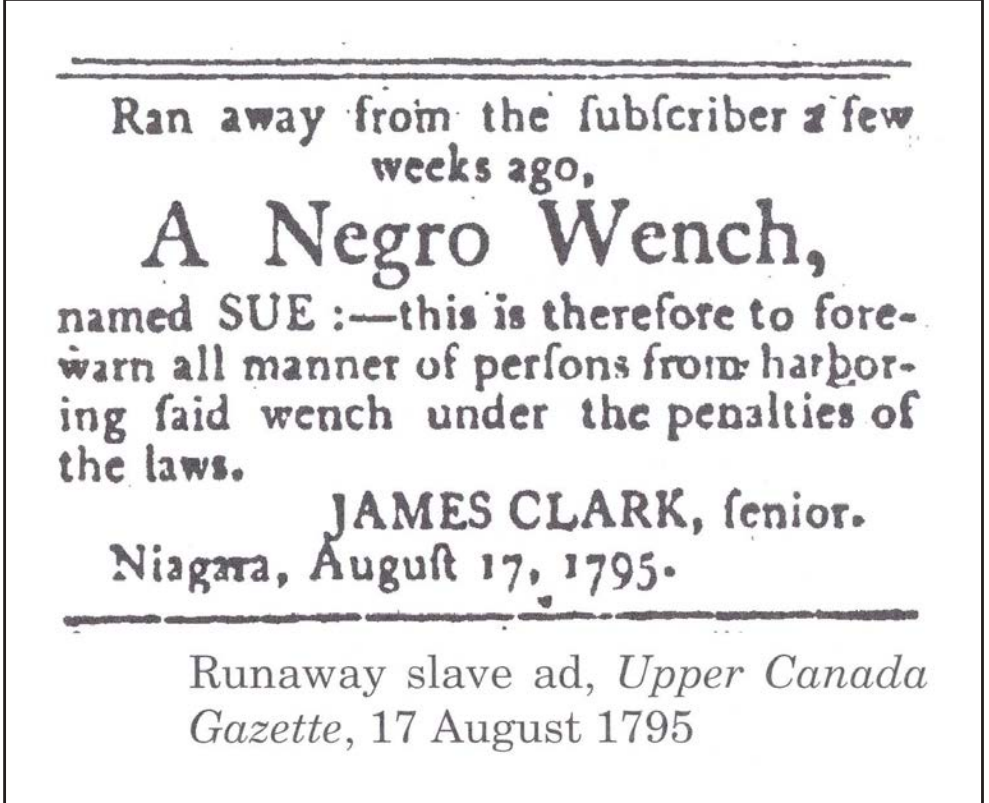 Ran away from the ſubſcriber a few
weeks ago,
A Negro Wench,
named SUE :—this is therefore to fore-
warn all manner of perſons from harbor-
ing ſaid wench under the penalties of
the laws.
JAMES CLARK, ſenior.
Niagara, Auguſt 17, 1795.
Runaway slave ad, Upper Canada
Gazette, 17 August 1795